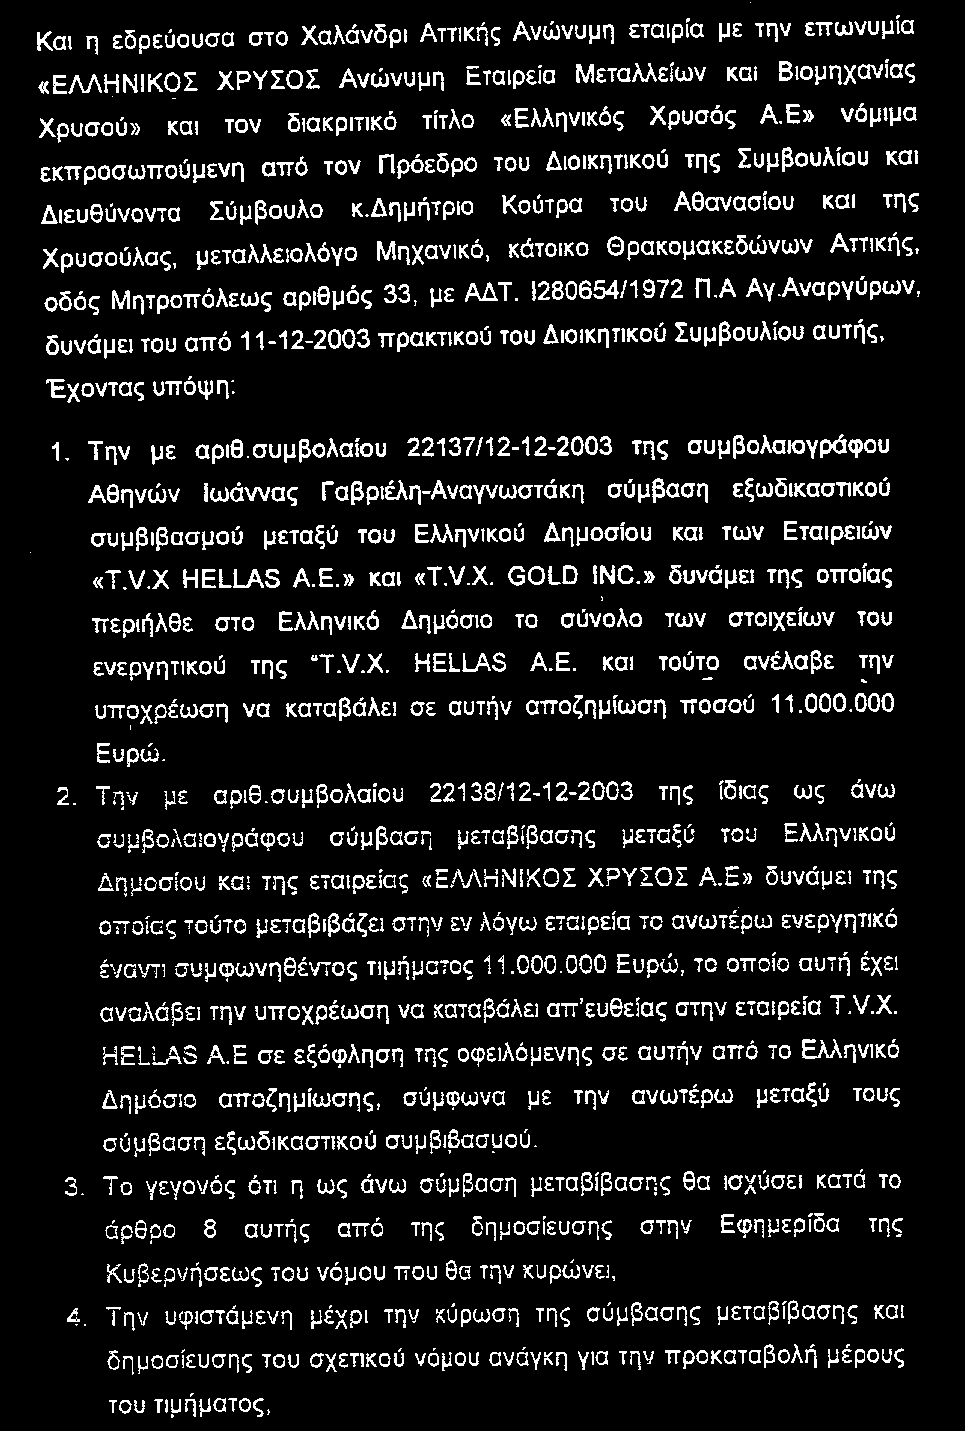 Και η εδρεύουσα στο Χαλάνδρι Αττικής Ανώνυμη εταιρία με την επωνυμία
«ΕΛΛΗΝΙΚΟΣ ΧΡΥΣΟΣ Ανώνυμη Εταιρεία Μεταλλείων και Βιομηχανίας
Χρυσού» και τον διακριτικό τίτλο «Ελληνικός Χρυσός Α.Ε» νόμιμα
εκπροσωπούμενη από τον Πρόεδρο του Διοικητικού της Συμβουλίου και
Διευθύνοντα Σύμβουλο κ.Δημήτριο Κούτρα του Αθανασίου και της
Χρυσούλας, μεταλλειολόγο Μηχανικό, κάτοικο Θρακομακεδώνων Αττικής,
οδός Μητροπόλεως αριθμός 33, με ΑΔΤ. Ι280654/1972 Π.Α Αγ.Αναργύρων,
δυνάμει του από 11-12-2003 πρακτικού του Διοικητικού Συμβουλίου αυτής,
Έχοντας υπόψη:
1. Την με αριθ.συμβολαίου 22137/12-12-2003 της συμβολαιογράφου
Αθηνών Ιωάννας Γαβριέλη-Αναγνωστάκη σύμβαση εξωδικαστικού
συμβιβασμού μεταξύ του Ελληνικού Δημοσίου και των Εταιρειών
«T.V.X HELLAS A.E.» και «T.V.X. GOLD INC.» δυνάμει της οποίας
περιήλθε στο Ελληνικό Δημόσιο το σύνολο των στοιχείων του
ενεργητικού της “T.V.X. HELLAS A.E. και τούτο ανέλαβε την
υποχρέωση να καταβάλει σε αυτήν αποζημίωση ποσού 11.000.000
Ευρώ.
2. Την με αριθ.συμβολαίου 22138/12-12-2003 της ίδιας ως άνω
συμβολαιογράφου σύμβαση μεταβίβασης μεταξύ του Ελληνικού
Δημοσίου και της εταιρείας «ΕΛΛΗΝΙΚΟΣ ΧΡΥΣΟΣ Α.Ε» δυνάμει της
οποίας τούτο μεταβιβάζει στην εν λόγω εταιρεία το ανωτέρω ενεργητικό
έναντι συμφωνηθέντος τιμήματος 11.000.000 Ευρώ, το οποίο αυτή έχει
αναλάβει την υποχρέωση να καταβάλει απ’ευθείας στην εταιρεία T.V.X.
HELLAS A.E σε εξόφληση της οφειλόμενης σε αυτήν από το Ελληνικό
Δημόσιο αποζημίωσης, σύμφωνα με την ανωτέρω μεταξύ τους
σύμβαση εξωδικαστικού συμβιβασμού.
3. Το γεγονός ότι η ως άνω σύμβαση μεταβίβασης θα ισχύσει κατά το
άρθρο 8 αυτής από της δημοσίευσης στην Εφημερίδα της
Κυβερνήσεως του νόμου που θα την κυρώνει,
4. Την υφιστάμενη μέχρι την κύρωση της σύμβασης μεταβίβασης και
δημοσίευσης του σχετικού νόμου ανάγκη για την προκαταβολή μέρους
του τιμήματος,